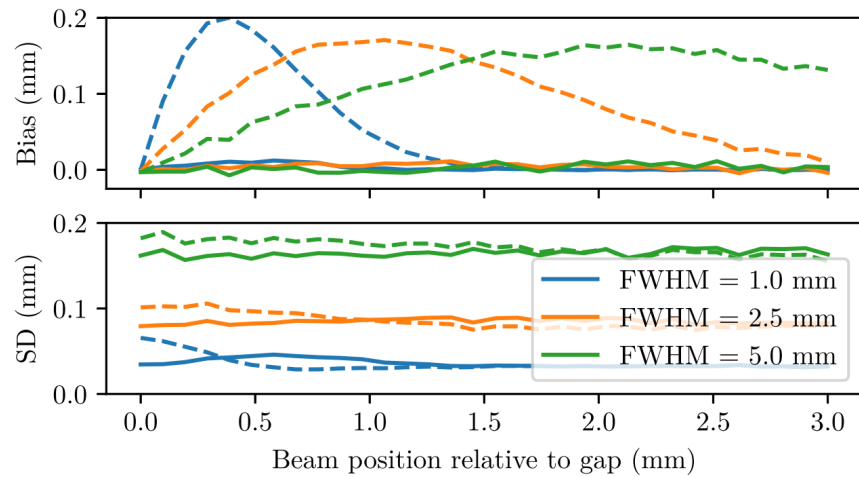 0.2
0.1
0.0
Bias (mm)
0.2
0.1
0.0
SD (mm)
FWHM = 1.0 mm
FWHM = 2.5 mm
FWHM = 5.0 mm
0.0 0.5 1.0 1.5 2.0 2.5 3.0
Beam position relative to gap (mm)